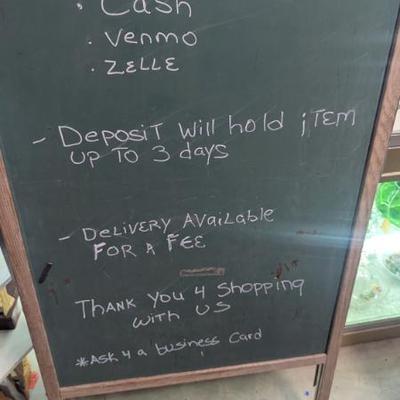 · Cash
· Venmo
· ZELLE
- Deposit will hold iTEM
up to 3 days
- Delivery Available
For a Fee
Thank you 4 Shopping
with us
*Ask 4 a business Card